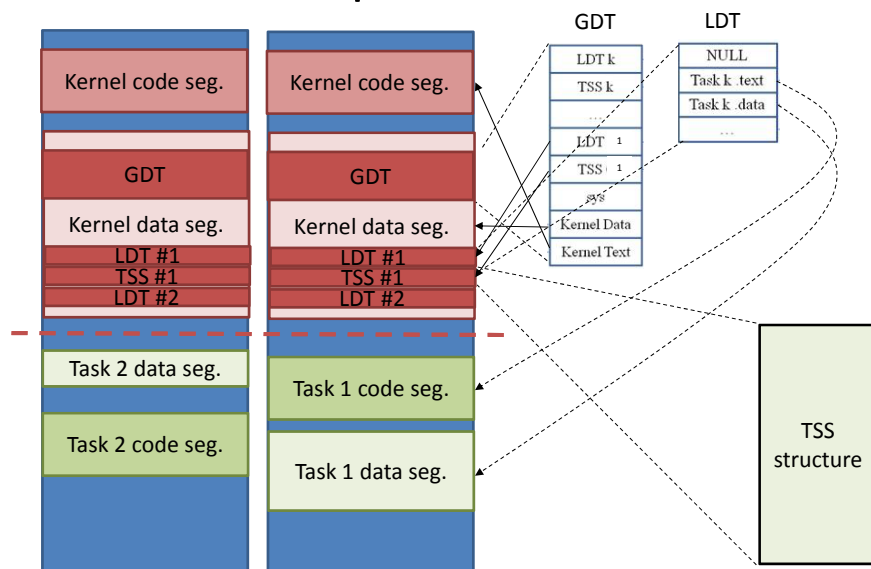 Kernel code seg.
GDT
Kernel data seg.
LDT #1
TSS #1
LDT #2
Task 2 data seg.
Task 2 code seg.
Kernel code seg.
GDT
Kernel data seg.
LDT #1
TSS #1
LDT #2
Task 1 code seg.
Task 1 data seg.
GDT
LDT k
TSS k
...
LDT 1
TSS 1
sys
Kernel Data
Kernel Text
LDT
NULL
Task k .text
Task k .data
...
TSS
structure